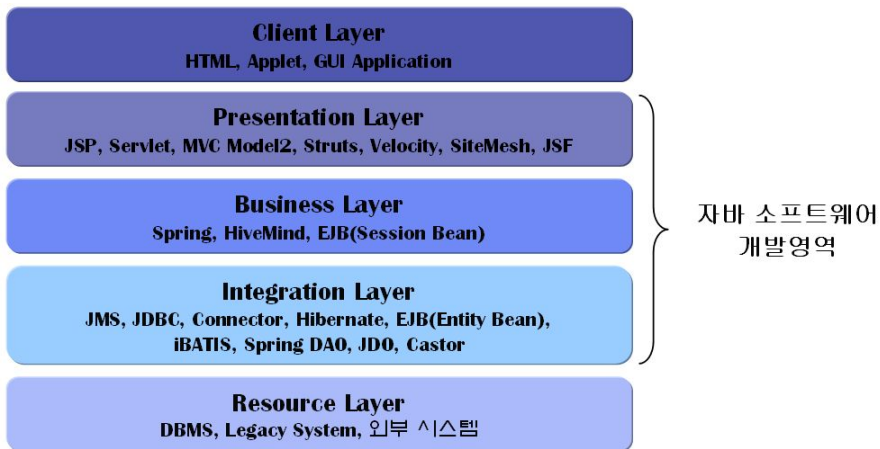 Client Layer
HTML, Applet, GUI Application
Presentation Layer
JSP, Servlet, MVC Model2, Struts, Velocity, SiteMesh, JSF
Business Layer
Spring, HiveMind, EJB(Session Bean)
Integration Layer
JMS, JDBC, Connector, Hibernate, EJB(Entity Bean),
iBATIS, Spring DAO, JDO, Castor
Resource Layer
DBMS, Legacy System, 외부 시스템
자바 소프트웨어
개발영역